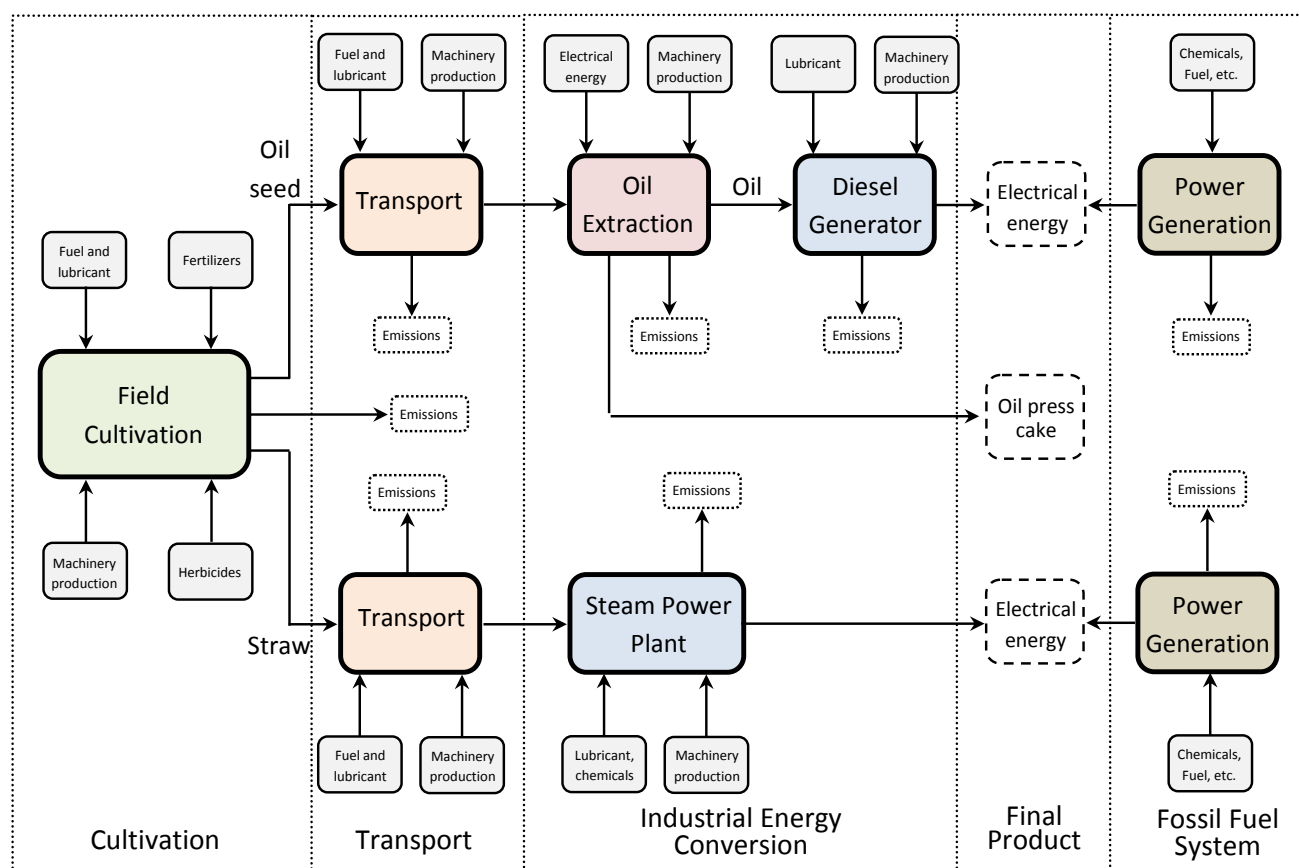 Fuel and
lubricant
Machinery
production
Electrical
energy
Machinery
production
Lubricant
Machinery
production
Chemicals,
Fuel, etc.
Oil
seed
Transport
Oil
Extraction
Oil
Diesel
Generator
Electrical
energy
Power
Generation
Fuel and
lubricant
Fertilizers
Emissions
Emissions
Emissions
Emissions
Field
Cultivation
Emissions
Oil press
cake
Machinery
production
Herbicides
Emissions
Emissions
Emissions
Straw
Transport
Steam Power
Plant
Electrical
energy
Power
Generation
Fuel and
lubricant
Machinery
production
Lubricant,
chemicals
Machinery
production
Chemicals,
Fuel, etc.
Cultivation
Transport
Industrial Energy
Conversion
Final
Product
Fossil Fuel
System